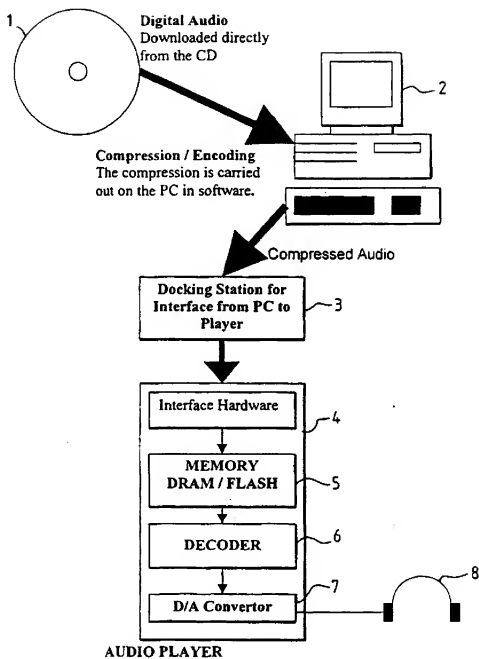 1
Digital Audio
Downloaded directly
from the CD
2
Compression / Encoding
The compression is carried
out on the PC in software.
Compressed Audio
Docking Station for
Interface from PC to
Player
3
Interface Hardware
4
MEMORY
DRAM / FLASH
5
DECODER
6
D/A Convertor
7
8
AUDIO PLAYER